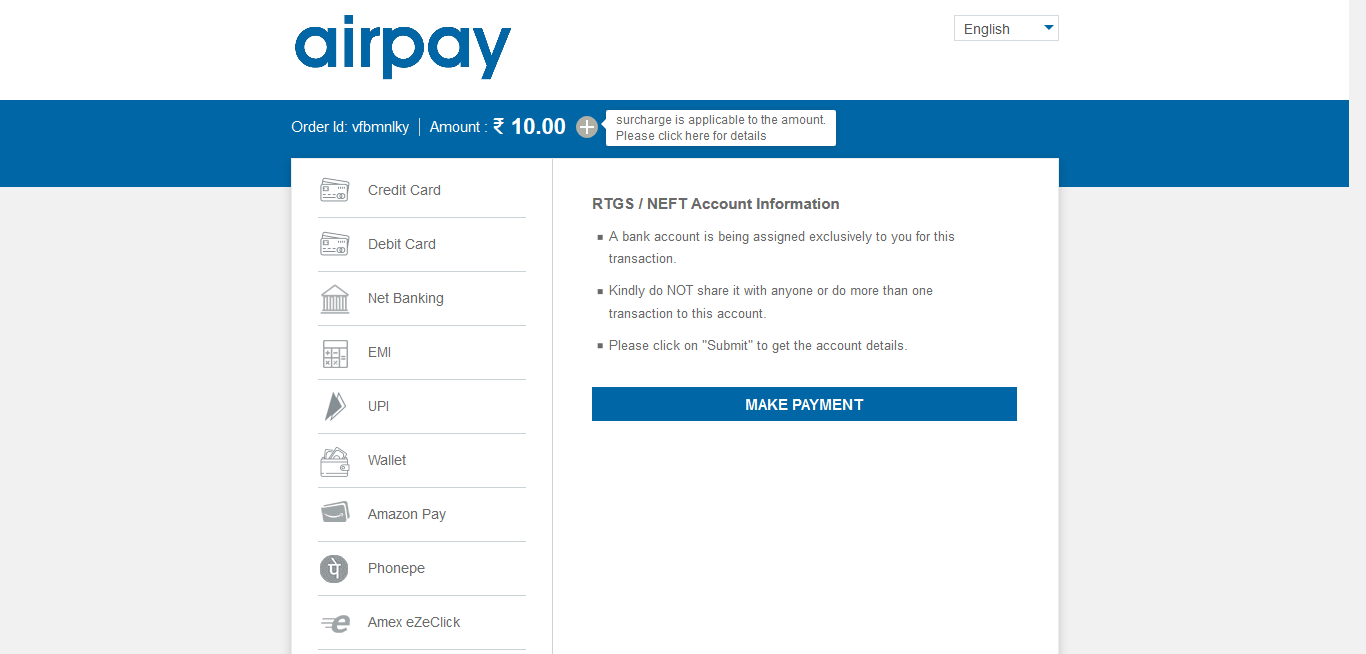 airpay
English
Order Id: vfbmnlky
Amount : ₹ 10.00
surcharge is applicable to the amount.
Please click here for details
Credit Card
Debit Card
Net Banking
EMI
UPI
Wallet
Amazon Pay
पे
Phonepe
Amex eZeClick
RTGS / NEFT Account Information
A bank account is being assigned exclusively to you for this
transaction.
Kindly do NOT share it with anyone or do more than one
transaction to this account.
Please click on "Submit" to get the account details.
MAKE PAYMENT